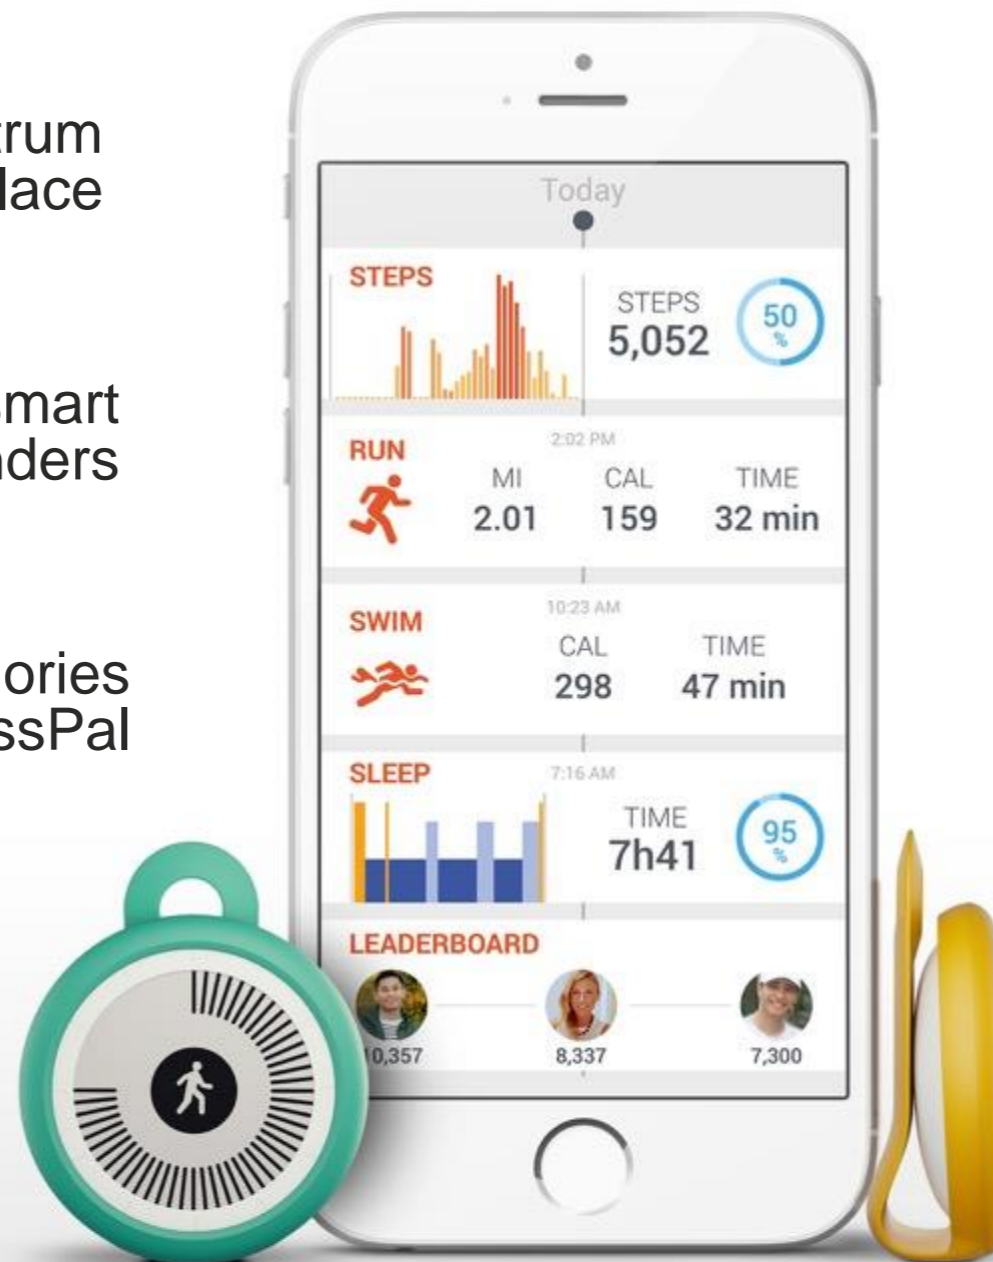 trum
lace
smart
nders
ories
ssPal
Today
STEPS
STEPS
5,052
50
%
2:02 PM
RUN
MI CAL TIME
2.01 159 32 min
10:23 AM
SWIM
CAL TIME
298 47 min
SLEEP
7:16 AM
TIME
7h41
95
%
LEADERBOARD
10,357 8,337 7,300